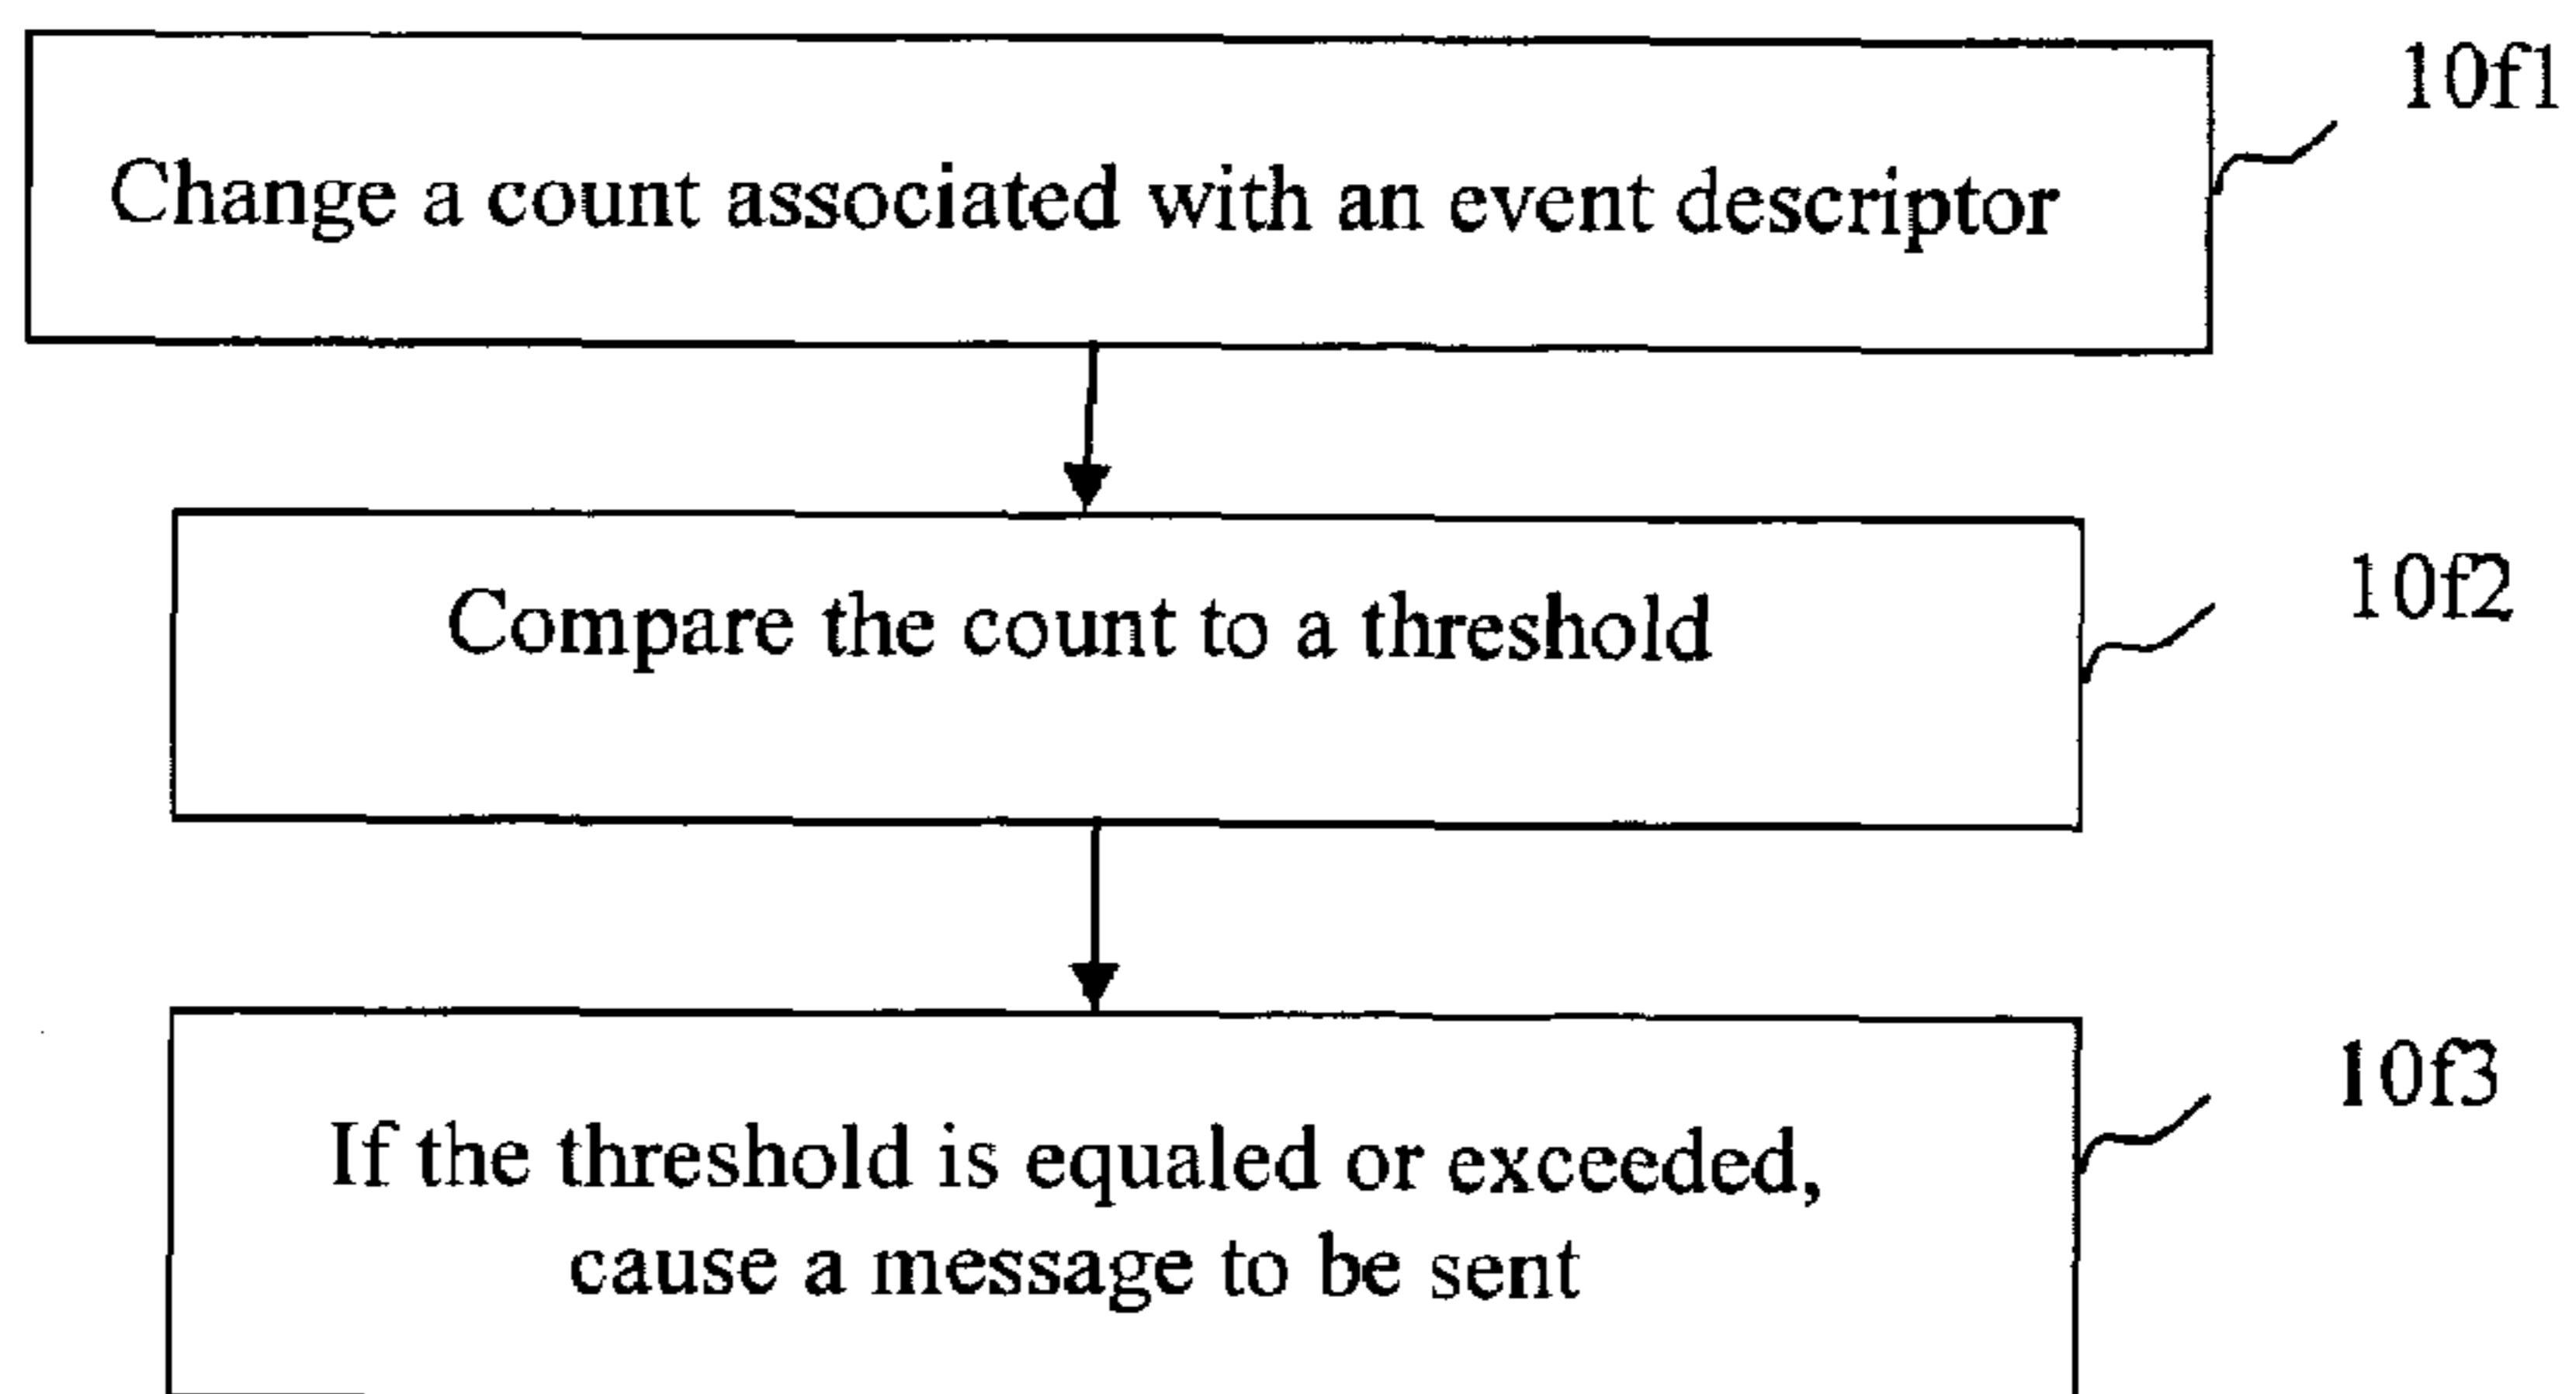 10f1
Change a count associated with an event descriptor
10f2
Compare the count to a threshold
10f3
If the threshold is equaled or exceeded,
cause a message to be sent